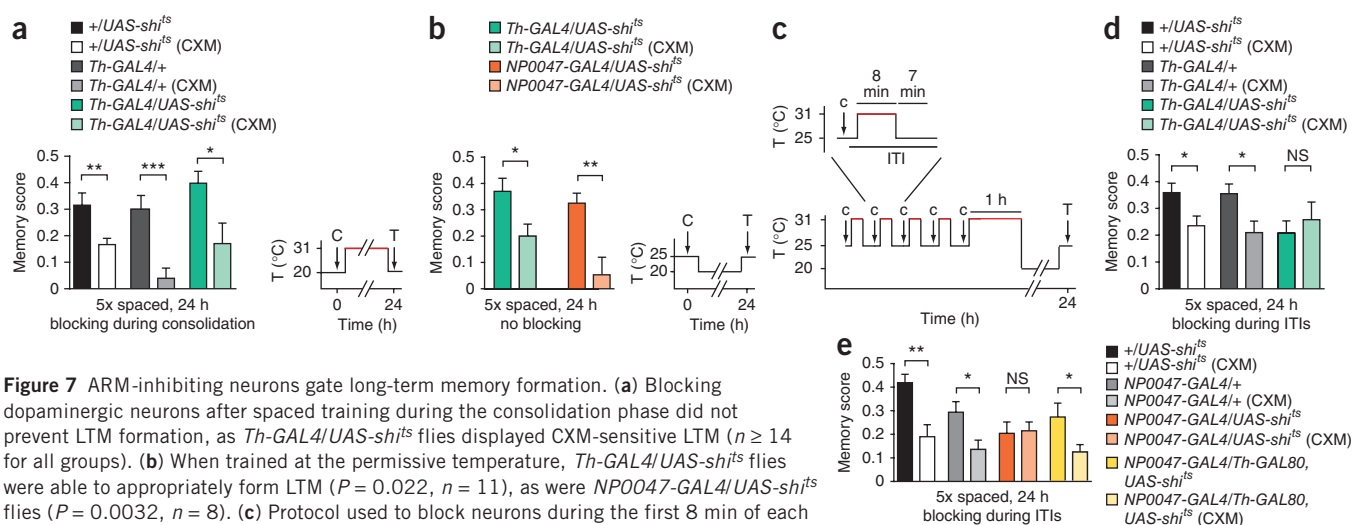 a
+/UAS-shi^ts
+/UAS-shi^ts (CXM)
Th-GAL4/+
Th-GAL4/+ (CXM)
Th-GAL4/UAS-shi^ts
Th-GAL4/UAS-shi^ts (CXM)
Memory score
0.5
0.4
0.3
0.2
0.1
0
**
***
*
5x spaced, 24 h
blocking during consolidation
T (°C)
31
20
C
T
0
24
Time (h)
b
Th-GAL4/UAS-shi^ts
Th-GAL4/UAS-shi^ts (CXM)
NP0047-GAL4/UAS-shi^ts
NP0047-GAL4/UAS-shi^ts (CXM)
Memory score
0.5
0.4
0.3
0.2
0.1
0
*
**
5x spaced, 24 h
no blocking
T (°C)
25
20
C
T
0
24
Time (h)
c
8
min
7
min
c
T (°C)
31
25
ITI
c c c c c
1 h
T
T (°C)
31
25
20
24
Time (h)
d
+/UAS-shi^ts
+/UAS-shi^ts (CXM)
Th-GAL4/+
Th-GAL4/+ (CXM)
Th-GAL4/UAS-shi^ts
Th-GAL4/UAS-shi^ts (CXM)
Memory score
0.5
0.4
0.3
0.2
0.1
0
*
*
NS
5x spaced, 24 h
blocking during ITIs
e
Memory score
0.5
0.4
0.3
0.2
0.1
0
**
*
NS
*
5x spaced, 24 h
blocking during ITIs
+/UAS-shi^ts
+/UAS-shi^ts (CXM)
NP0047-GAL4/+
NP0047-GAL4/+ (CXM)
NP0047-GAL4/UAS-shi^ts
NP0047-GAL4/UAS-shi^ts (CXM)
NP0047-GAL4/Th-GAL80,
UAS-shi^ts
NP0047-GAL4/Th-GAL80,
UAS-shi^ts (CXM)
Figure 7 ARM-inhibiting neurons gate long-term memory formation. (a) Blocking
dopaminergic neurons after spaced training during the consolidation phase did not
prevent LTM formation, as Th-GAL4/UAS-shi^ts flies displayed CXM-sensitive LTM (n ≥ 14
for all groups). (b) When trained at the permissive temperature, Th-GAL4/UAS-shi^ts flies
were able to appropriately form LTM (P = 0.022, n = 11), as were NP0047-GAL4/UAS-shi^ts
flies (P = 0.0032, n = 8). (c) Protocol used to block neurons during the first 8 min of each